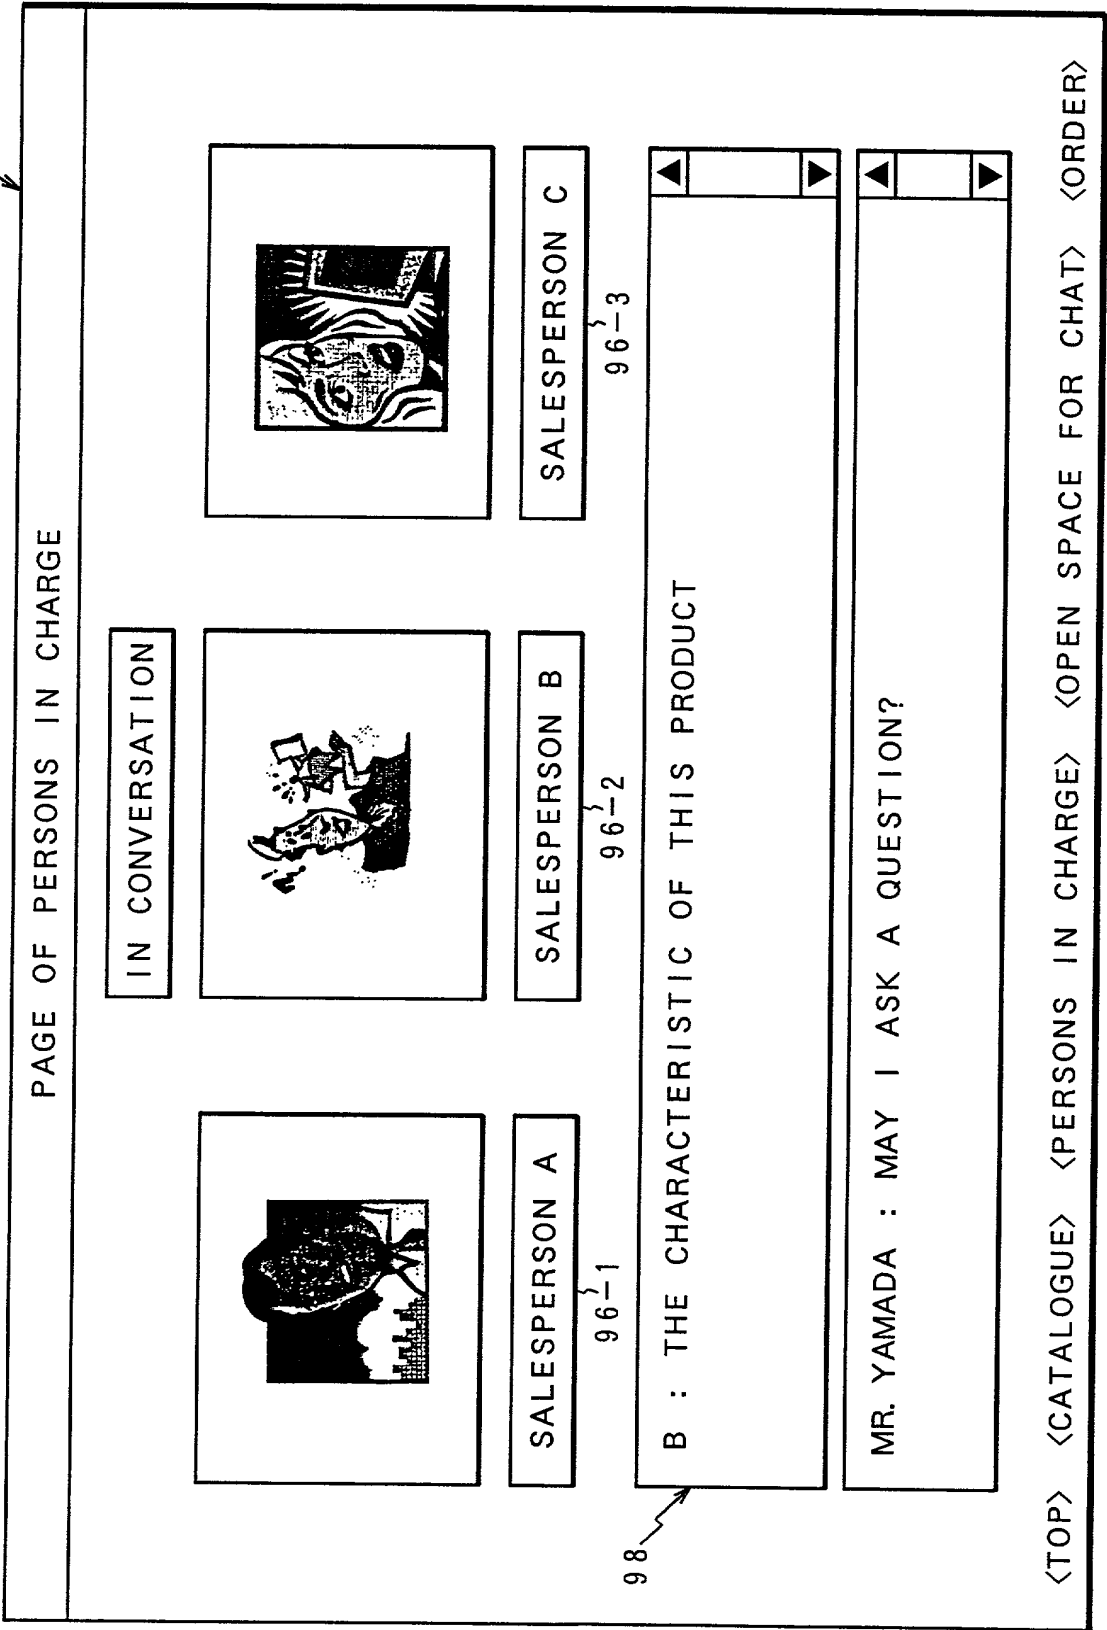 PAGE OF PERSONS IN CHARGE
IN CONVERSATION
SALESPERSON A
SALESPERSON B
SALESPERSON C
96-1
96-2
96-3
98
B : THE CHARACTERISTIC OF THIS PRODUCT
MR. YAMADA : MAY I ASK A QUESTION?
<TOP> <CATALOGUE> <PERSONS IN CHARGE> <OPEN SPACE FOR CHAT> <ORDER>